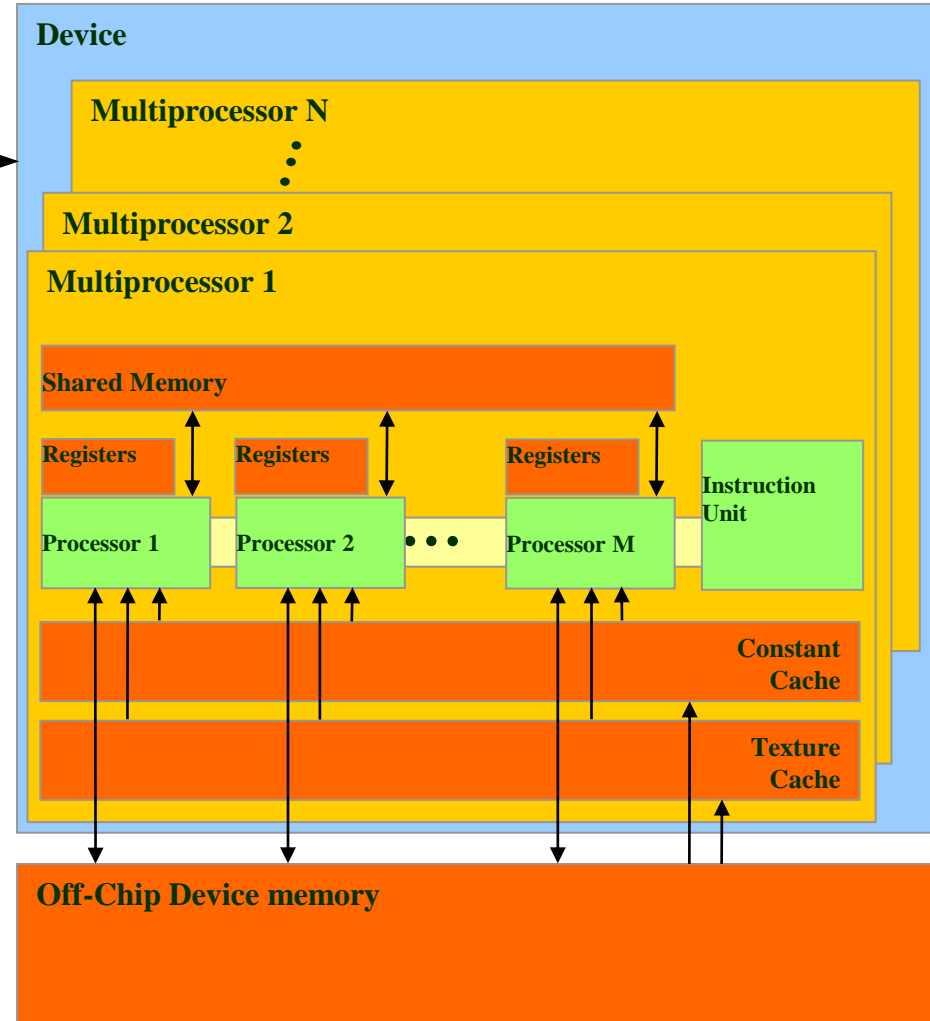 Device
Multiprocessor N
Multiprocessor 2
Multiprocessor 1
Shared Memory
Registers
Registers
Registers
Instruction
Unit
Processor 1
Processor 2
Processor M
Constant
Cache
Texture
Cache
Off-Chip Device memory